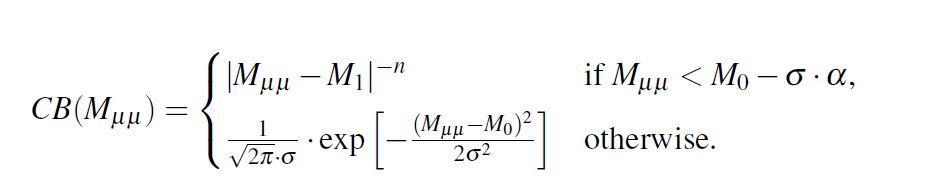 CB(M_{μμ}) = { |M_{μμ} − M_1|^{−n}   if M_{μμ} < M_0 − σ · α,
1/(√2π·σ) · exp[−(M_{μμ}−M_0)^2/2σ^2]   otherwise.